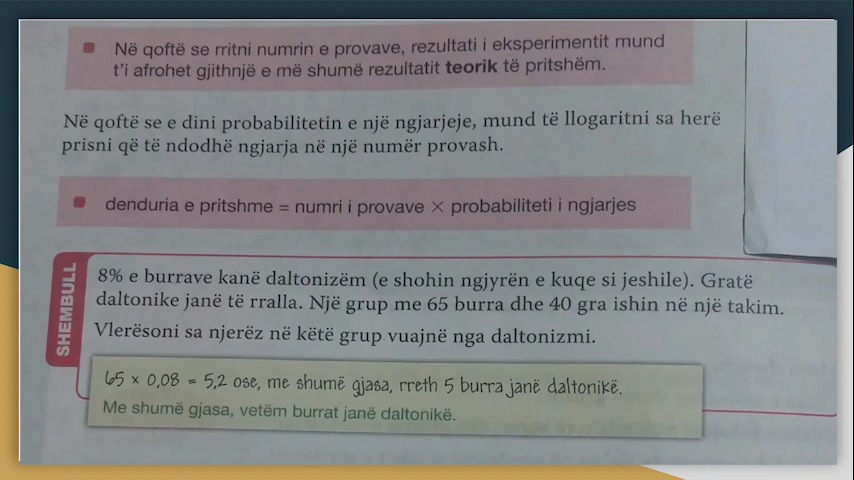 Në qoftë se rritni numrin e provave, rezultati i eksperimentit mund
t'i afrohet gjithnjë e më shumë rezultatit teorik të pritshëm.
Në qoftë se e dini probabilitetin e një ngjarjeje, mund të llogaritni sa herë
prisni që të ndodhë ngjarja në një numër provash.
denduria e pritshme = numri i provave × probabiliteti i ngjarjes
SHEMBULL
8% e burrave kanë daltonizëm (e shohin ngjyrën e kuqe si jeshile). Gratë
daltonike janë të rralla. Një grup me 65 burra dhe 40 gra ishin në një takim.
Vlerësoni sa njerëz në këtë grup vuajnë nga daltonizmi.
65 × 0,08 = 5,2 ose, me shumë gjasa, rreth 5 burra janë daltonikë.
Me shumë gjasa, vetëm burrat janë daltonikë.